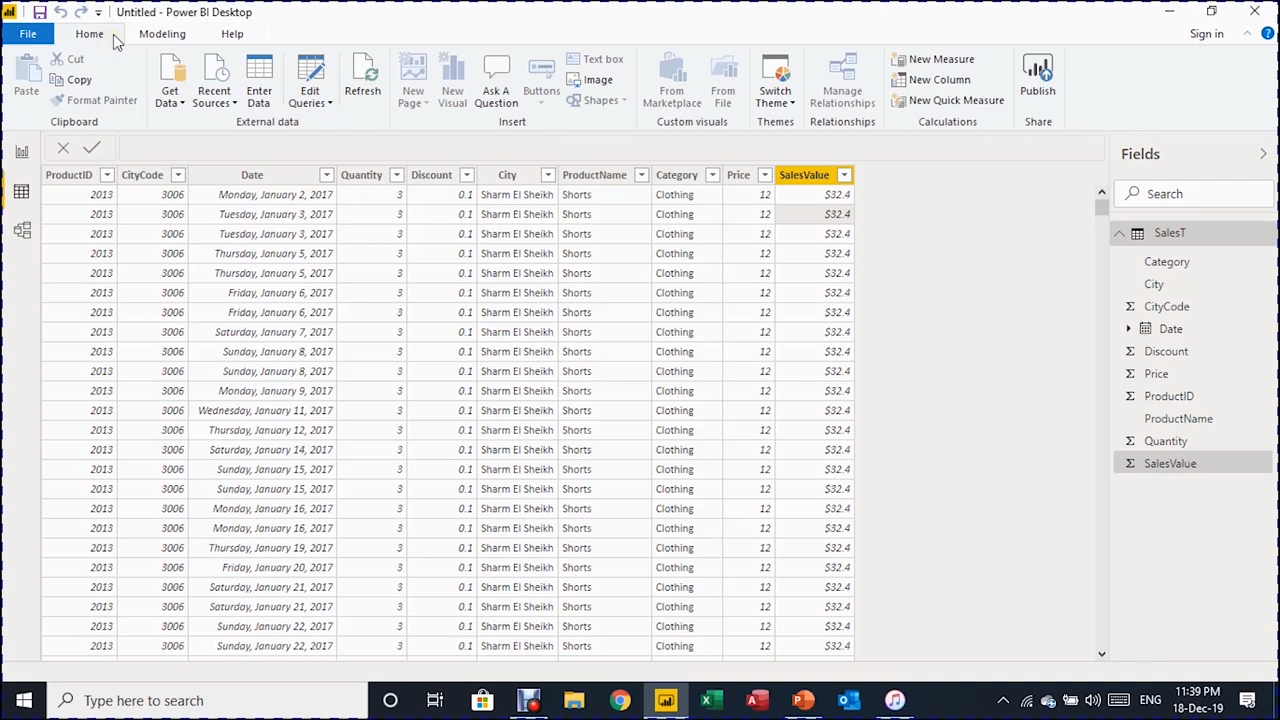 Untitled - Power BI Desktop
File Home Modeling Help Sign in
Paste
Cut
Copy
Format Painter
Clipboard
Get Data
Recent Sources
Enter Data
External data
Edit Queries
Refresh
New Page
New Visual
Ask A Question
Buttons
Text box
Image
Shapes
Insert
From Marketplace
From File
Custom visuals
Switch Theme
Themes
Manage Relationships
Relationships
New Measure
New Column
New Quick Measure
Calculations
Publish
Share
ProductID CityCode Date Quantity Discount City ProductName Category Price SalesValue
2013 3006 Monday, January 2, 2017 3 0.1 Sharm El Sheikh Shorts Clothing 12 $32.4
2013 3006 Tuesday, January 3, 2017 3 0.1 Sharm El Sheikh Shorts Clothing 12 $32.4
2013 3006 Tuesday, January 3, 2017 3 0.1 Sharm El Sheikh Shorts Clothing 12 $32.4
2013 3006 Thursday, January 5, 2017 3 0.1 Sharm El Sheikh Shorts Clothing 12 $32.4
2013 3006 Thursday, January 5, 2017 3 0.1 Sharm El Sheikh Shorts Clothing 12 $32.4
2013 3006 Friday, January 6, 2017 3 0.1 Sharm El Sheikh Shorts Clothing 12 $32.4
2013 3006 Friday, January 6, 2017 3 0.1 Sharm El Sheikh Shorts Clothing 12 $32.4
2013 3006 Saturday, January 7, 2017 3 0.1 Sharm El Sheikh Shorts Clothing 12 $32.4
2013 3006 Sunday, January 8, 2017 3 0.1 Sharm El Sheikh Shorts Clothing 12 $32.4
2013 3006 Sunday, January 8, 2017 3 0.1 Sharm El Sheikh Shorts Clothing 12 $32.4
2013 3006 Monday, January 9, 2017 3 0.1 Sharm El Sheikh Shorts Clothing 12 $32.4
2013 3006 Wednesday, January 11, 2017 3 0.1 Sharm El Sheikh Shorts Clothing 12 $32.4
2013 3006 Thursday, January 12, 2017 3 0.1 Sharm El Sheikh Shorts Clothing 12 $32.4
2013 3006 Saturday, January 14, 2017 3 0.1 Sharm El Sheikh Shorts Clothing 12 $32.4
2013 3006 Sunday, January 15, 2017 3 0.1 Sharm El Sheikh Shorts Clothing 12 $32.4
2013 3006 Sunday, January 15, 2017 3 0.1 Sharm El Sheikh Shorts Clothing 12 $32.4
2013 3006 Monday, January 16, 2017 3 0.1 Sharm El Sheikh Shorts Clothing 12 $32.4
2013 3006 Monday, January 16, 2017 3 0.1 Sharm El Sheikh Shorts Clothing 12 $32.4
2013 3006 Thursday, January 19, 2017 3 0.1 Sharm El Sheikh Shorts Clothing 12 $32.4
2013 3006 Friday, January 20, 2017 3 0.1 Sharm El Sheikh Shorts Clothing 12 $32.4
2013 3006 Saturday, January 21, 2017 3 0.1 Sharm El Sheikh Shorts Clothing 12 $32.4
2013 3006 Saturday, January 21, 2017 3 0.1 Sharm El Sheikh Shorts Clothing 12 $32.4
2013 3006 Sunday, January 22, 2017 3 0.1 Sharm El Sheikh Shorts Clothing 12 $32.4
2013 3006 Sunday, January 22, 2017 3 0.1 Sharm El Sheikh Shorts Clothing 12 $32.4
Fields
Search
SalesT
Category
City
CityCode
Date
Discount
Price
ProductID
ProductName
Quantity
SalesValue
Type here to search
ENG
11:39 PM
18-Dec-19